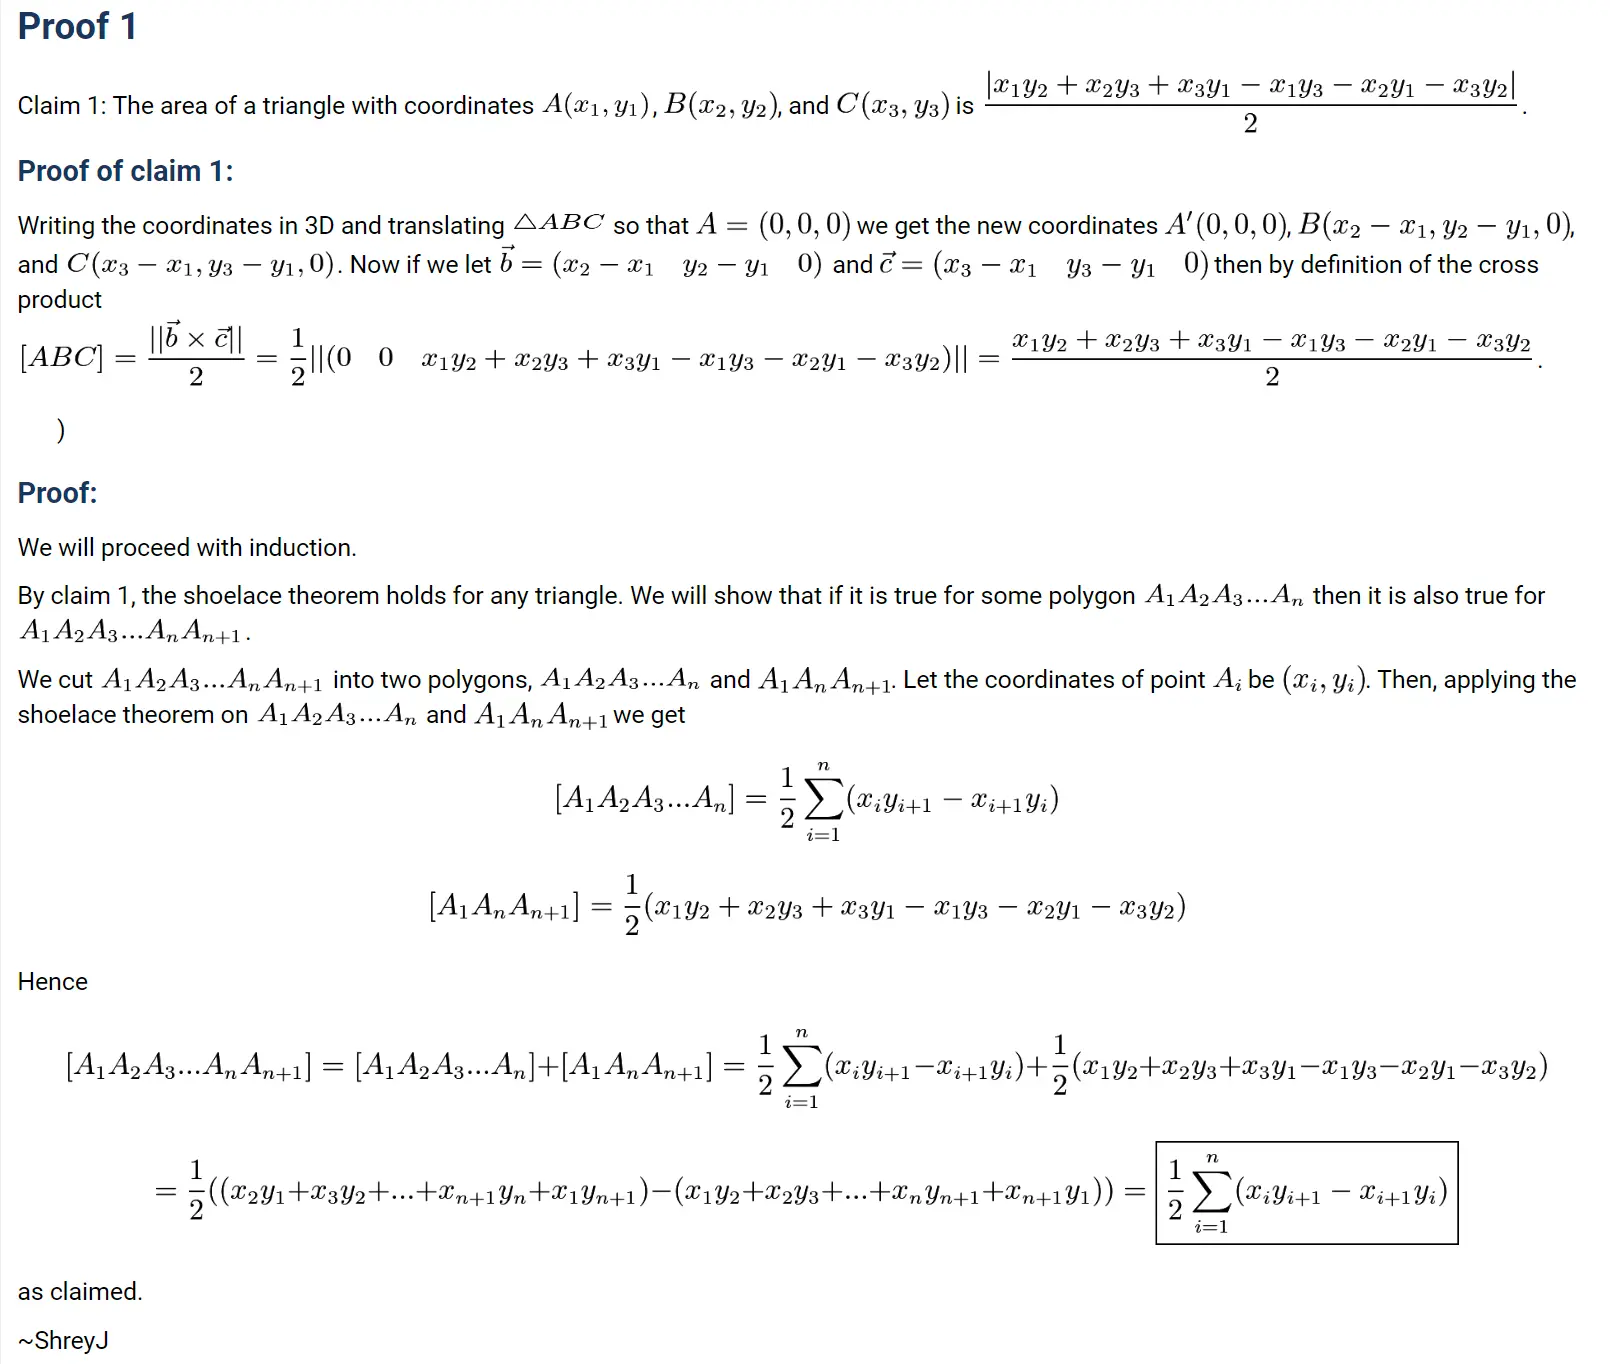 Proof 1
Claim 1: The area of a triangle with coordinates $A(x_1, y_1)$, $B(x_2, y_2)$, and $C(x_3, y_3)$ is $\dfrac{|x_1y_2 + x_2y_3 + x_3y_1 - x_1y_3 - x_2y_1 - x_3y_2|}{2}$.
Proof of claim 1:
Writing the coordinates in 3D and translating $\triangle ABC$ so that $A = (0, 0, 0)$ we get the new coordinates $A'(0, 0, 0)$, $B(x_2 - x_1, y_2 - y_1, 0)$,
and $C(x_3 - x_1, y_3 - y_1, 0)$. Now if we let $\vec{b} = (x_2 - x_1 \quad y_2 - y_1 \quad 0)$ and $\vec{c} = (x_3 - x_1 \quad y_3 - y_1 \quad 0)$ then by definition of the cross
product
$[ABC] = \dfrac{||\vec{b} \times \vec{c}||}{2} = \dfrac{1}{2}||(0 \quad 0 \quad x_1y_2 + x_2y_3 + x_3y_1 - x_1y_3 - x_2y_1 - x_3y_2)|| = \dfrac{x_1y_2 + x_2y_3 + x_3y_1 - x_1y_3 - x_2y_1 - x_3y_2}{2}$.
)
Proof:
We will proceed with induction.
By claim 1, the shoelace theorem holds for any triangle. We will show that if it is true for some polygon $A_1A_2A_3...A_n$ then it is also true for
$A_1A_2A_3...A_nA_{n+1}$.
We cut $A_1A_2A_3...A_nA_{n+1}$ into two polygons, $A_1A_2A_3...A_n$ and $A_1A_nA_{n+1}$. Let the coordinates of point $A_i$ be $(x_i, y_i)$. Then, applying the
shoelace theorem on $A_1A_2A_3...A_n$ and $A_1A_nA_{n+1}$ we get
$[A_1A_2A_3...A_n] = \dfrac{1}{2}\sum_{i=1}^{n}(x_iy_{i+1} - x_{i+1}y_i)$
$[A_1A_nA_{n+1}] = \dfrac{1}{2}(x_1y_2 + x_2y_3 + x_3y_1 - x_1y_3 - x_2y_1 - x_3y_2)$
Hence
$[A_1A_2A_3...A_nA_{n+1}] = [A_1A_2A_3...A_n]+[A_1A_nA_{n+1}] = \dfrac{1}{2}\sum_{i=1}^{n}(x_iy_{i+1}-x_{i+1}y_i)+\dfrac{1}{2}(x_1y_2+x_2y_3+x_3y_1-x_1y_3-x_2y_1-x_3y_2)$
$= \dfrac{1}{2}((x_2y_1+x_3y_2+...+x_{n+1}y_n+x_1y_{n+1})-(x_1y_2+x_2y_3+...+x_ny_{n+1}+x_{n+1}y_1)) = \boxed{\dfrac{1}{2}\sum_{i=1}^{n}(x_iy_{i+1} - x_{i+1}y_i)}$
as claimed.
~ShreyJ